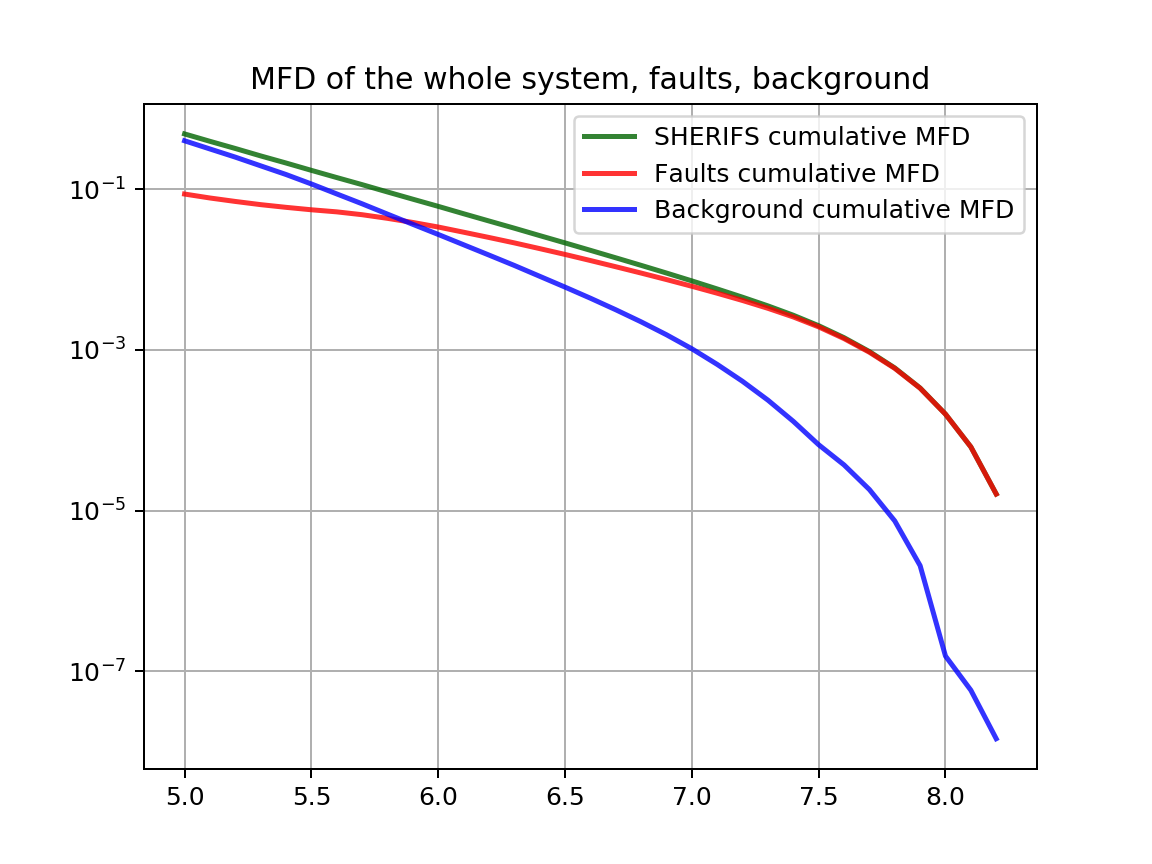 MFD of the whole system, faults, background
SHERIFS cumulative MFD
Faults cumulative MFD
Background cumulative MFD
10⁻¹
10⁻³
10⁻⁵
10⁻⁷
5.0 5.5 6.0 6.5 7.0 7.5 8.0